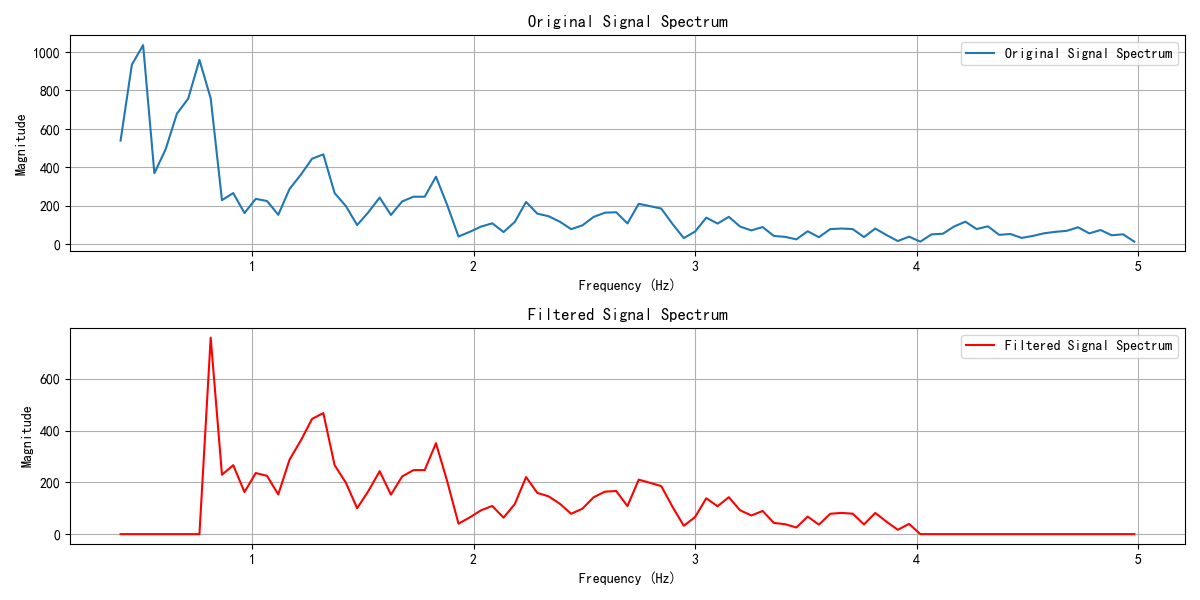 Original Signal Spectrum
Original Signal Spectrum
Magnitude
1000
800
600
400
200
0
1 2 3 4 5
Frequency (Hz)
Filtered Signal Spectrum
Filtered Signal Spectrum
Magnitude
600
400
200
0
1 2 3 4 5
Frequency (Hz)